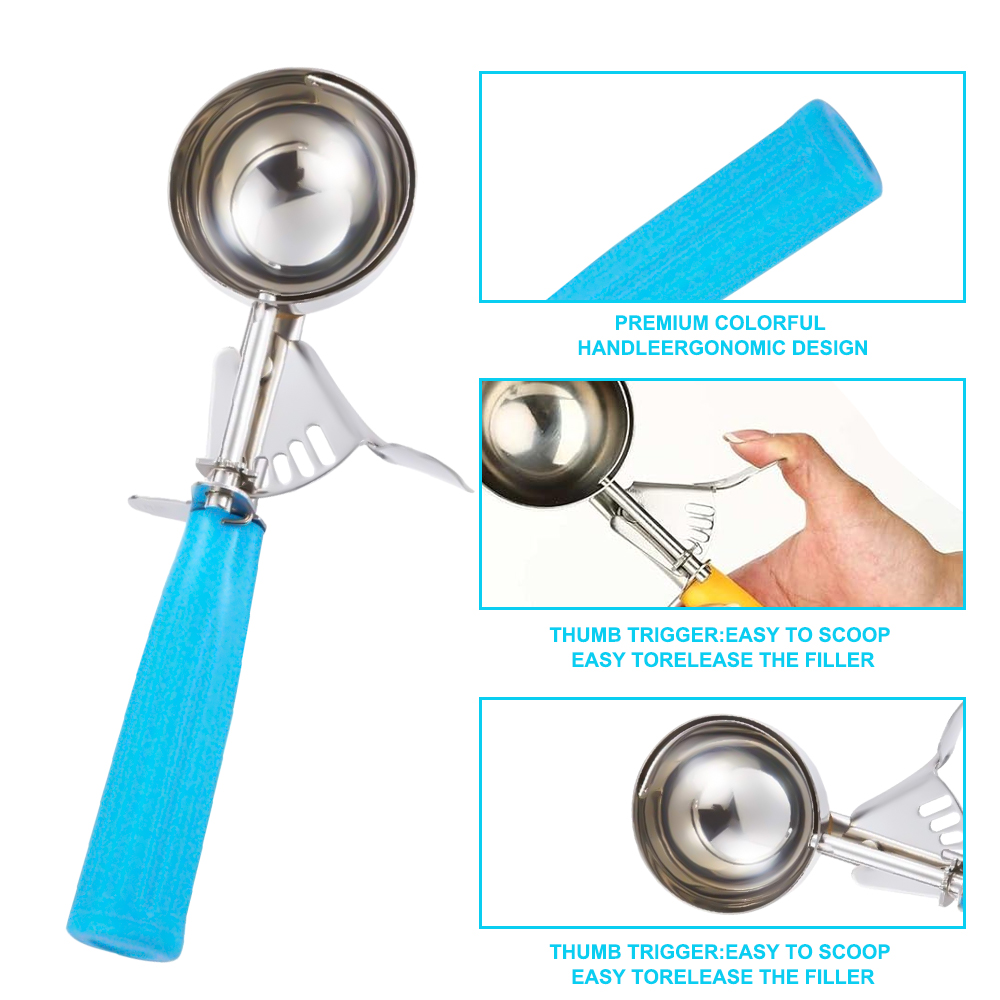 PREMIUM COLORFUL
HANDLEERGONOMIC DESIGN
THUMB TRIGGER:EASY TO SCOOP
EASY TORELEASE THE FILLER
THUMB TRIGGER:EASY TO SCOOP
EASY TORELEASE THE FILLER